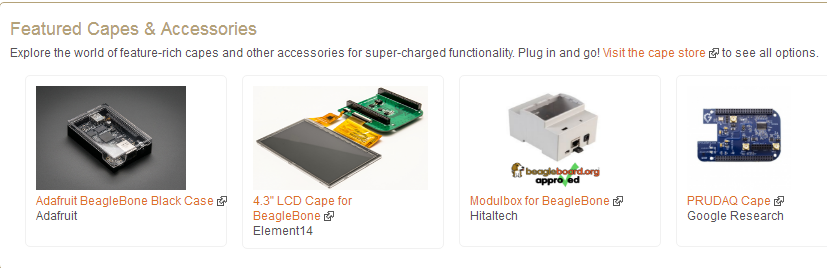 Featured Capes & Accessories
Explore the world of feature-rich capes and other accessories for super-charged functionality. Plug in and go! Visit the cape store to see all options.
beagleboard.org
approved
Adafruit BeagleBone Black Case
Adafruit
4.3" LCD Cape for
BeagleBone
Element14
Modulbox for BeagleBone
Hitaltech
PRUDAQ Cape
Google Research